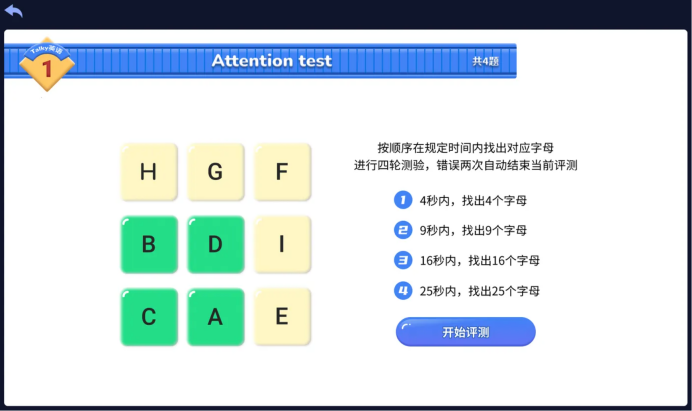 Talky英语
1
Attention test
共4题
H G F
B D I
C A E
按顺序在规定时间内找出对应字母
进行四轮测验，错误两次自动结束当前评测
1 4秒内，找出4个字母
2 9秒内，找出9个字母
3 16秒内，找出16个字母
4 25秒内，找出25个字母
开始评测